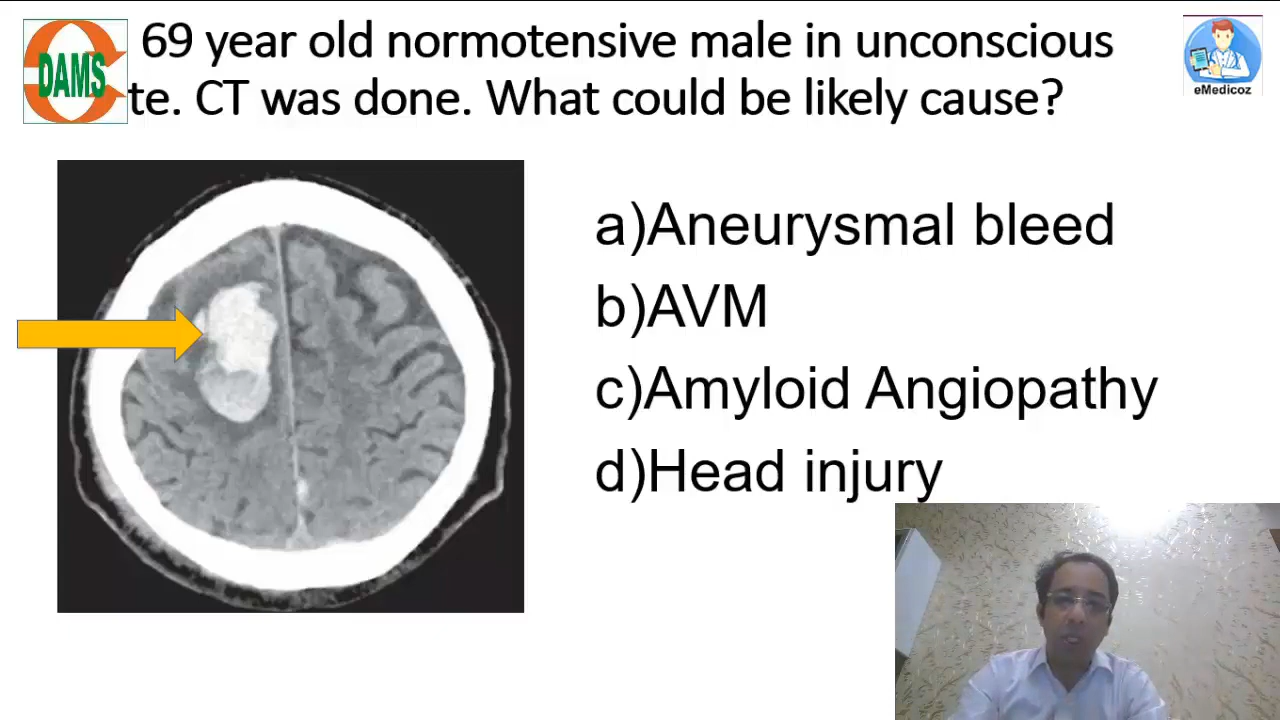 69 year old normotensive male in unconscious
te. CT was done. What could be likely cause?
DAMS
eMedicoz
a)Aneurysmal bleed
b)AVM
c)Amyloid Angiopathy
d)Head injury